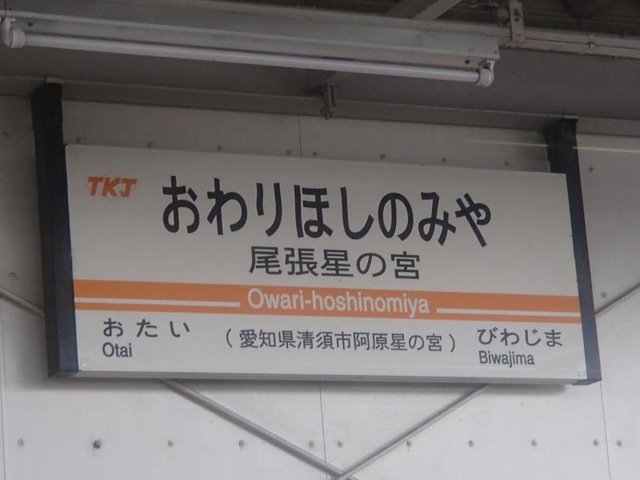 TKJ
おわりほしのみや
尾張星の宮
Owari-hoshinomiya
おたい
Otai
（愛知県清須市阿原星の宮）
びわじま
Biwajima